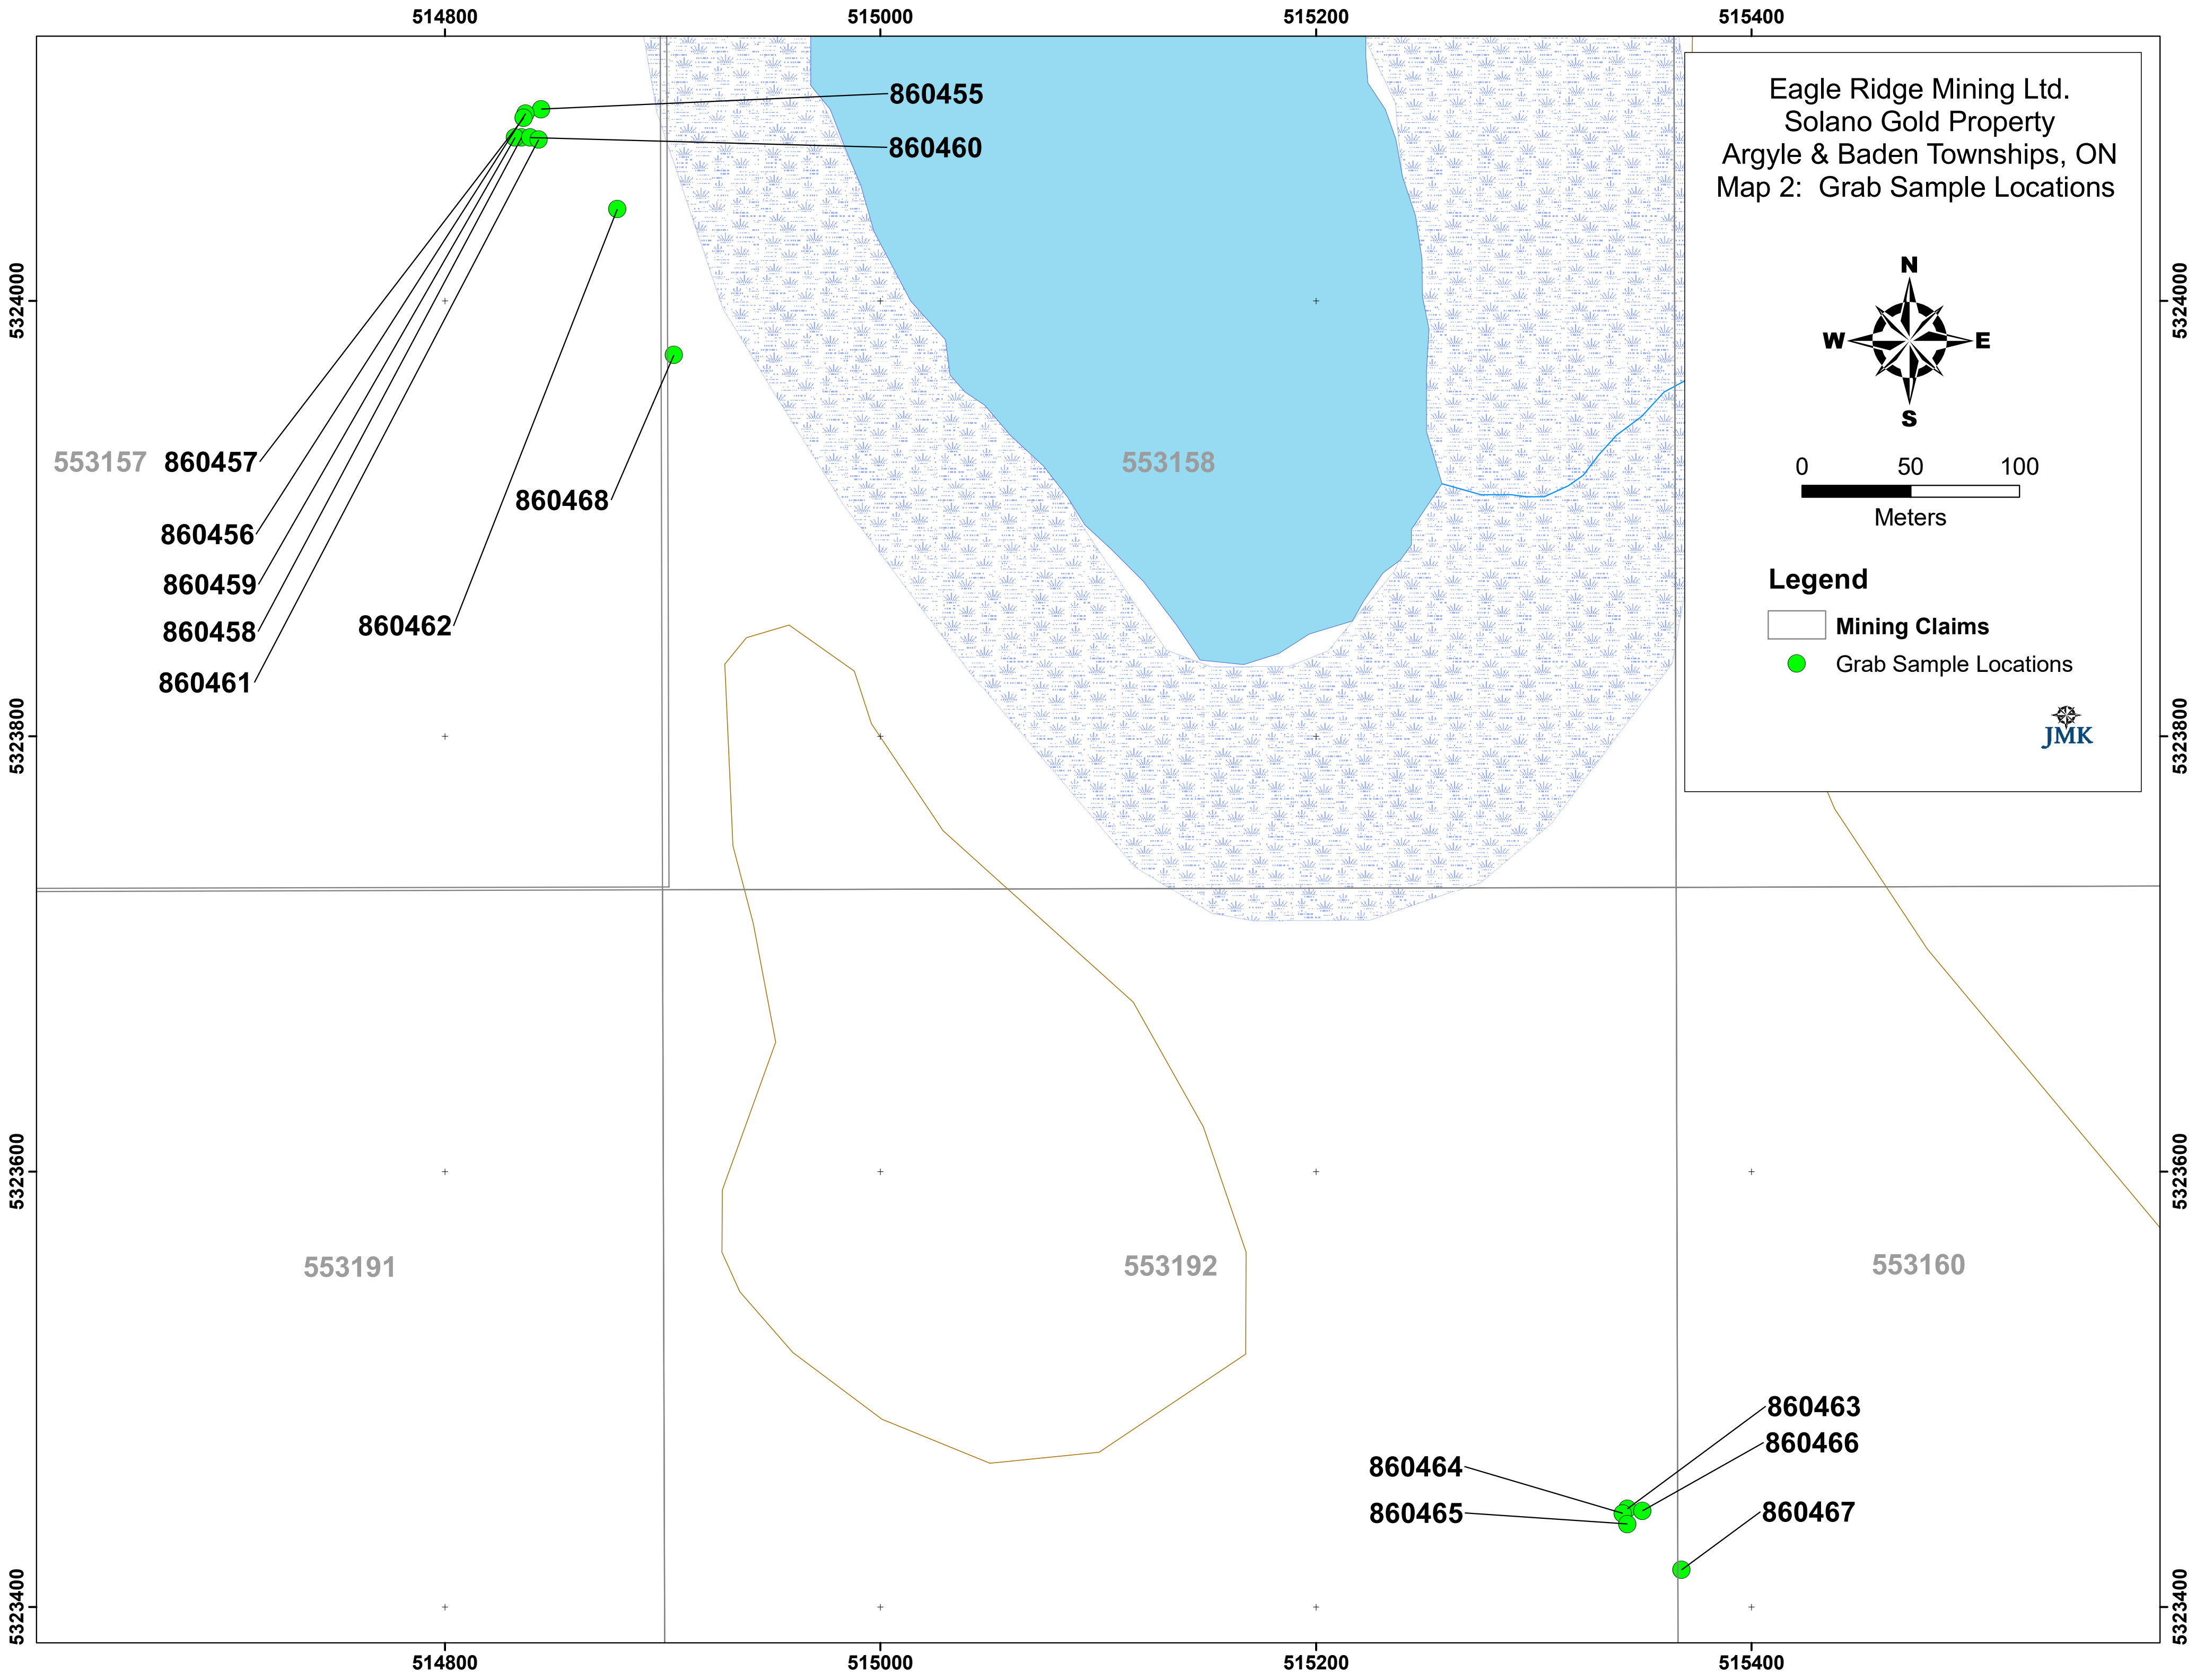 514800
515000
515200
515400
Eagle Ridge Mining Ltd.
Solano Gold Property
Argyle & Baden Townships, ON
Map 2:  Grab Sample Locations
N
W
E
S
0
50
100
Meters
Legend
Mining Claims
Grab Sample Locations
JMK
860455
860460
5324000
5324000
553157
860457
553158
860468
860456
860459
860458
860462
860461
5323800
5323800
5323600
5323600
553191
553192
553160
860463
860466
860464
860465
860467
5323400
5323400
514800
515000
515200
515400